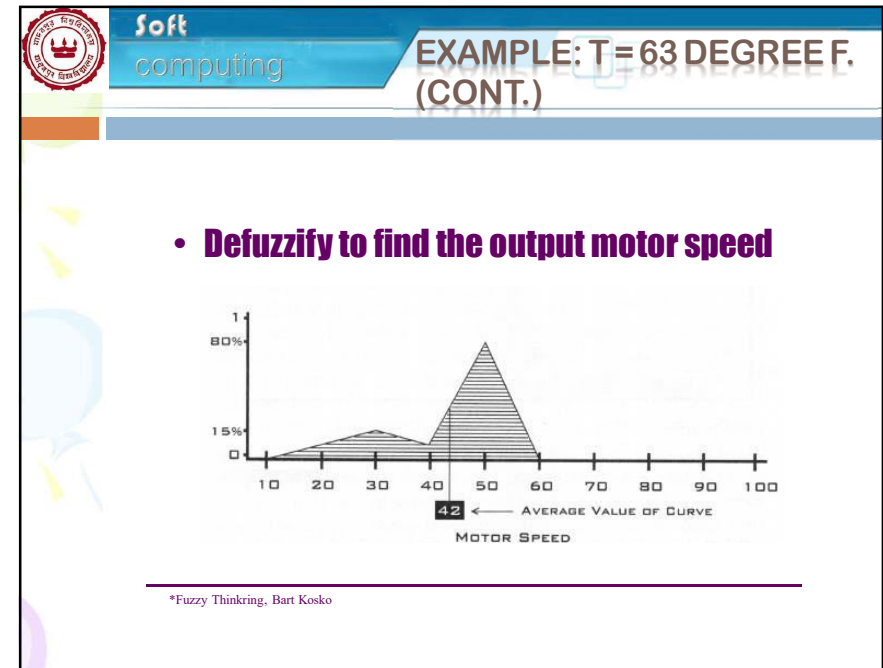 Soft
computing
EXAMPLE: T = 63 DEGREE F.
(CONT.)
• Defuzzify to find the output motor speed
1
80%
15%
0
10 20 30 40 50 60 70 80 90 100
42 ← AVERAGE VALUE OF CURVE
MOTOR SPEED
*Fuzzy Thinkring, Bart Kosko